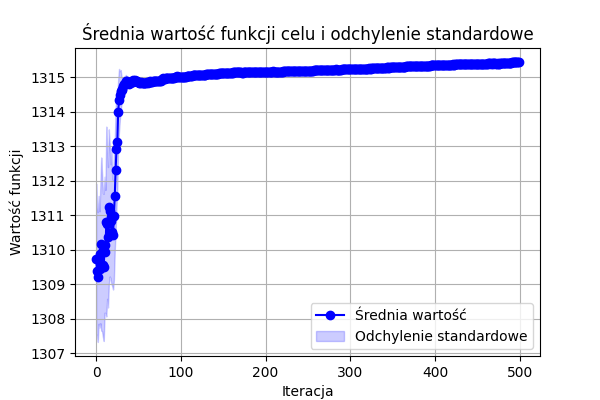 Średnia wartość funkcji celu i odchylenie standardowe
Wartość funkcji
1315
1314
1313
1312
1311
1310
1309
1308
1307
0 100 200 300 400 500
Iteracja
Średnia wartość
Odchylenie standardowe